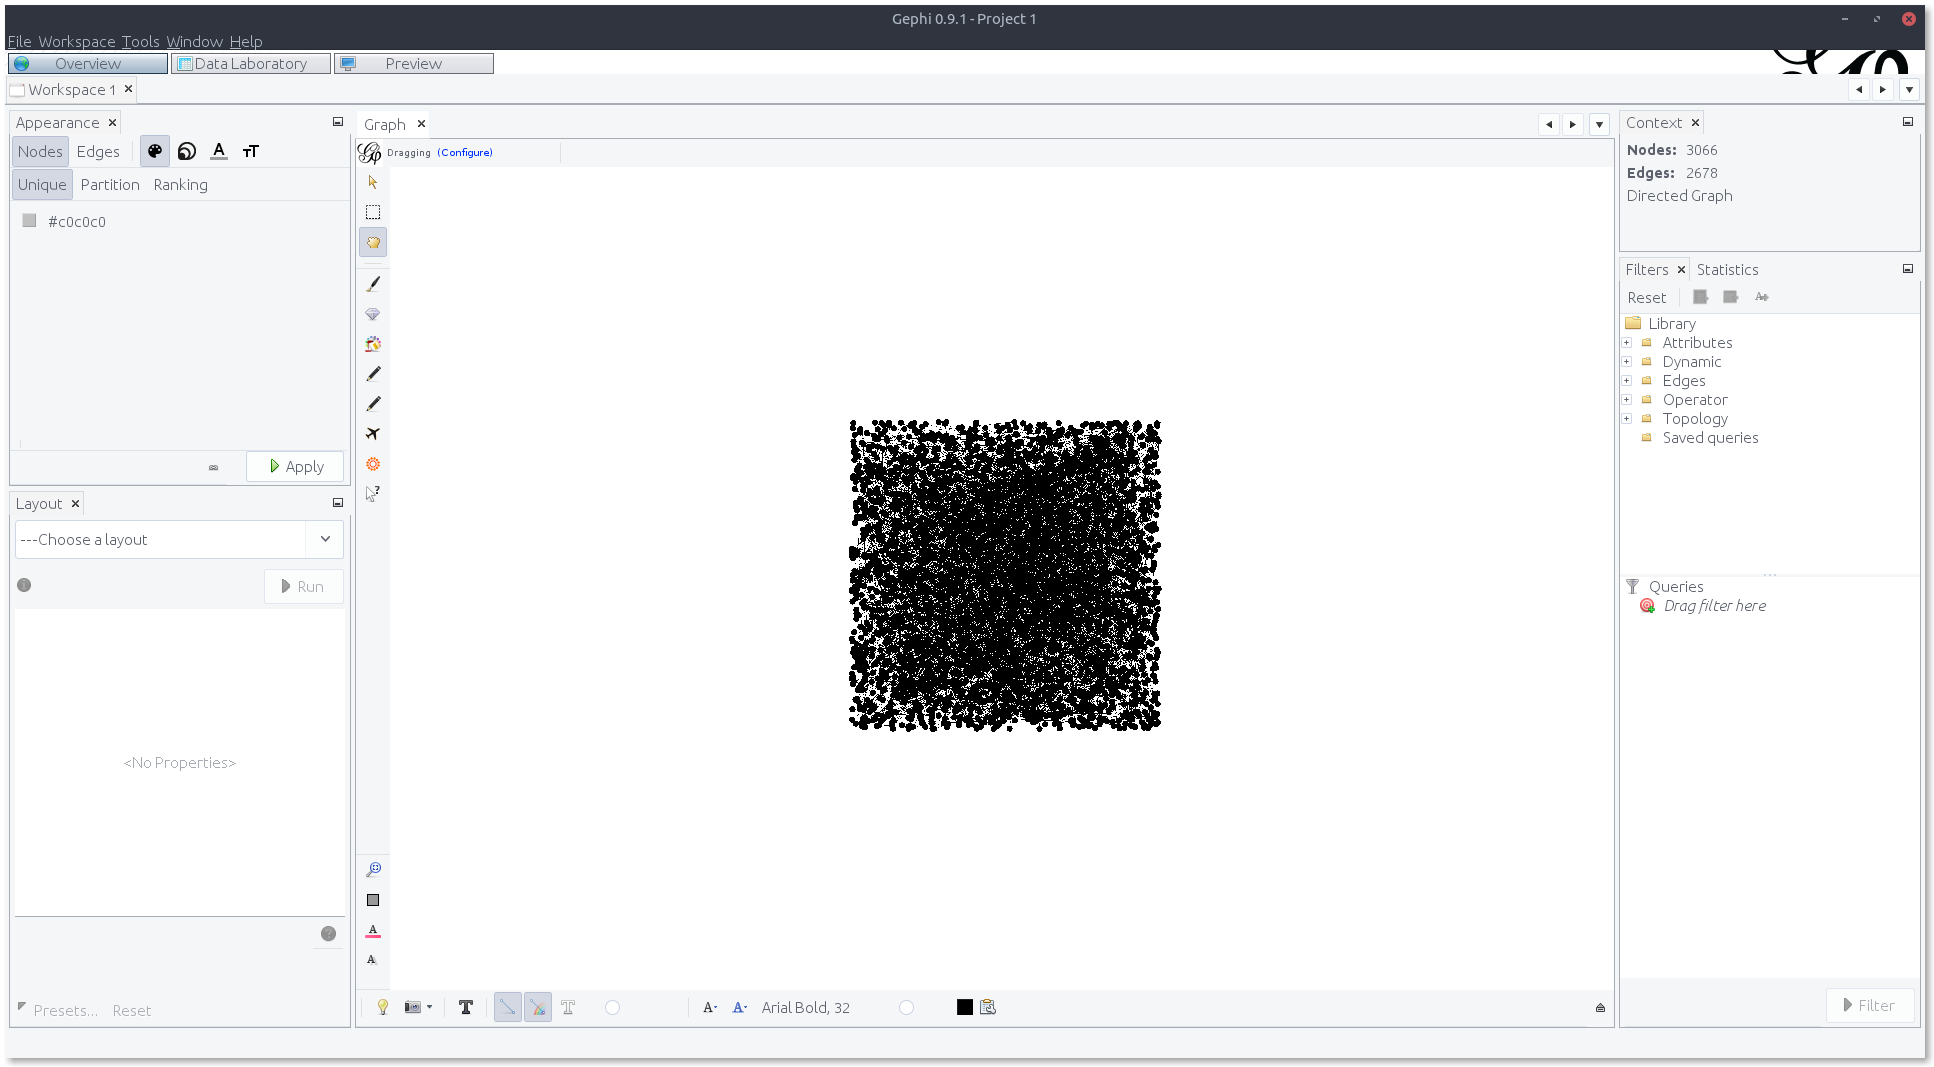 Gephi 0.9.1 - Project 1
File Workspace Tools Window Help
Overview Data Laboratory Preview
Workspace 1
Appearance
Nodes Edges
Unique Partition Ranking
#c0c0c0
Apply
Layout
---Choose a layout
Run
<No Properties>
Presets... Reset
Graph
Dragging (Configure)
Arial Bold, 32
Context
Nodes: 3066
Edges: 2678
Directed Graph
Filters Statistics
Reset
Library
Attributes
Dynamic
Edges
Operator
Topology
Saved queries
Queries
Drag filter here
Filter